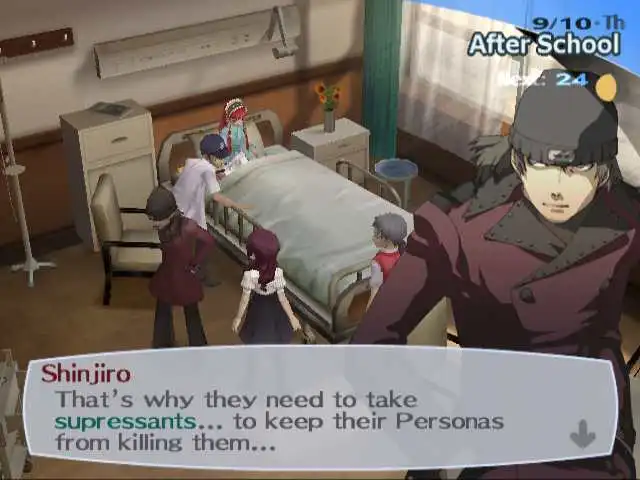 9/10 · Th
After School
Next: 24
Shinjiro
That's why they need to take
supressants... to keep their Personas
from killing them...